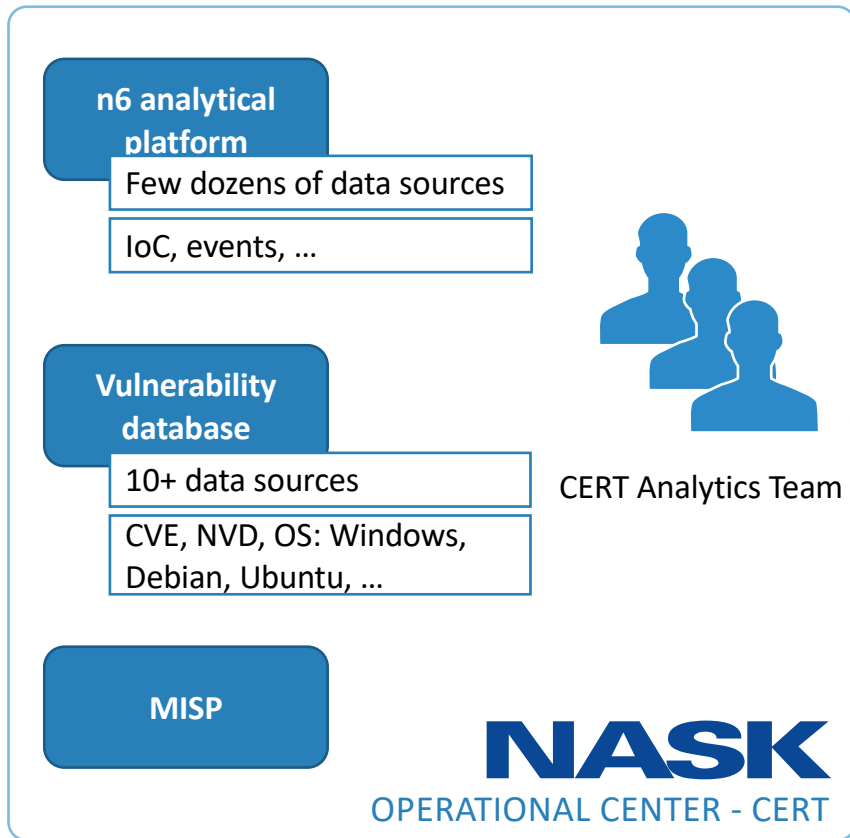 n6 analytical
platform
Few dozens of data sources
IoC, events, …
Vulnerability
database
10+ data sources
CVE, NVD, OS: Windows,
Debian, Ubuntu, …
CERT Analytics Team
MISP
NASK
OPERATIONAL CENTER - CERT